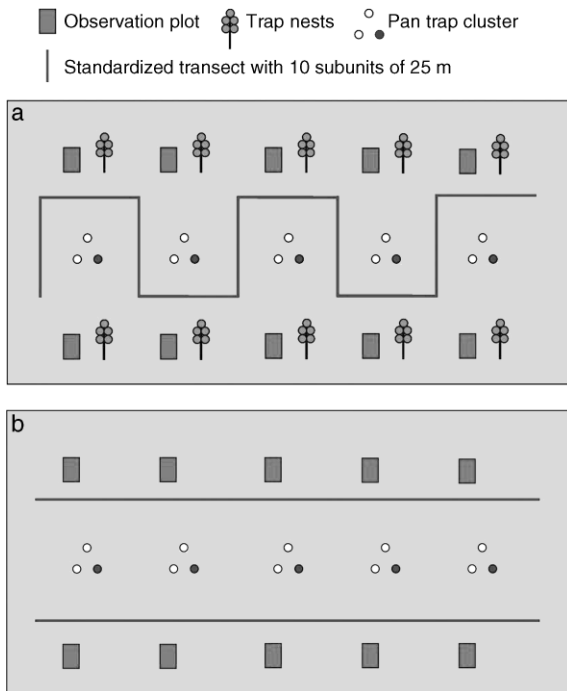 Observation plot Trap nests Pan trap cluster
Standardized transect with 10 subunits of 25 m
a
b